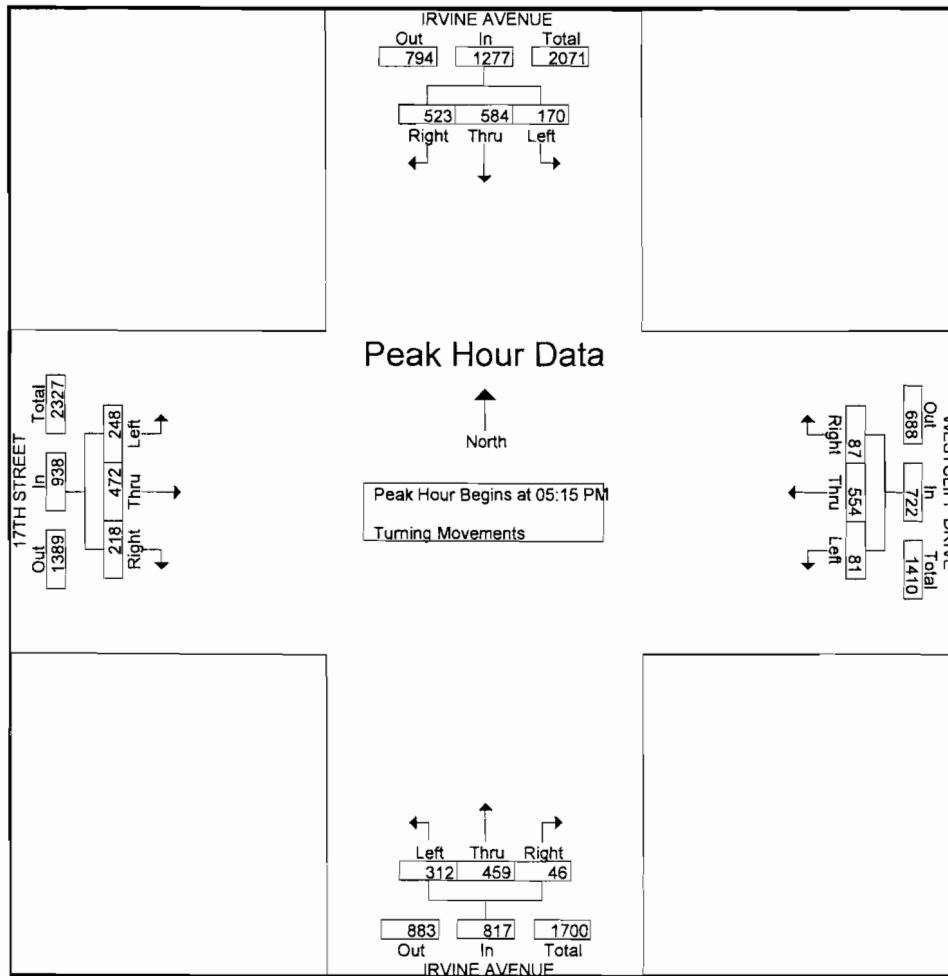 IRVINE AVENUE
Out In Total
794 1277 2071
523 584 170
Right Thru Left
Peak Hour Data
North
Peak Hour Begins at 05:15 PM
Turning Movements
17TH STREET
Total In Out
2327 938 1389
248 472 218
Left Thru Right
Right Thru Left
87 554 81
688 722 1410
Out In Total
DRIVE
Left Thru Right
312 459 46
883 817 1700
Out In Total
IRVINE AVENUE